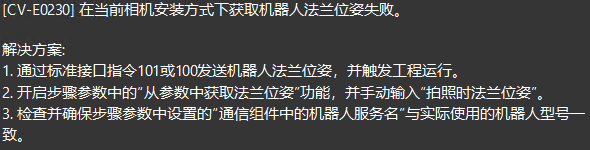 [CV-E0230] 在当前相机安装方式下获取机器人法兰位姿失败。
解决方案:
1. 通过标准接口指令101或100发送机器人法兰位姿，并触发工程运行。
2. 开启步骤参数中的“从参数中获取法兰位姿”功能，并手动输入“拍照时法兰位姿”。
3. 检查并确保步骤参数中设置的“通信组件中的机器人服务名”与实际使用的机器人型号一
致。